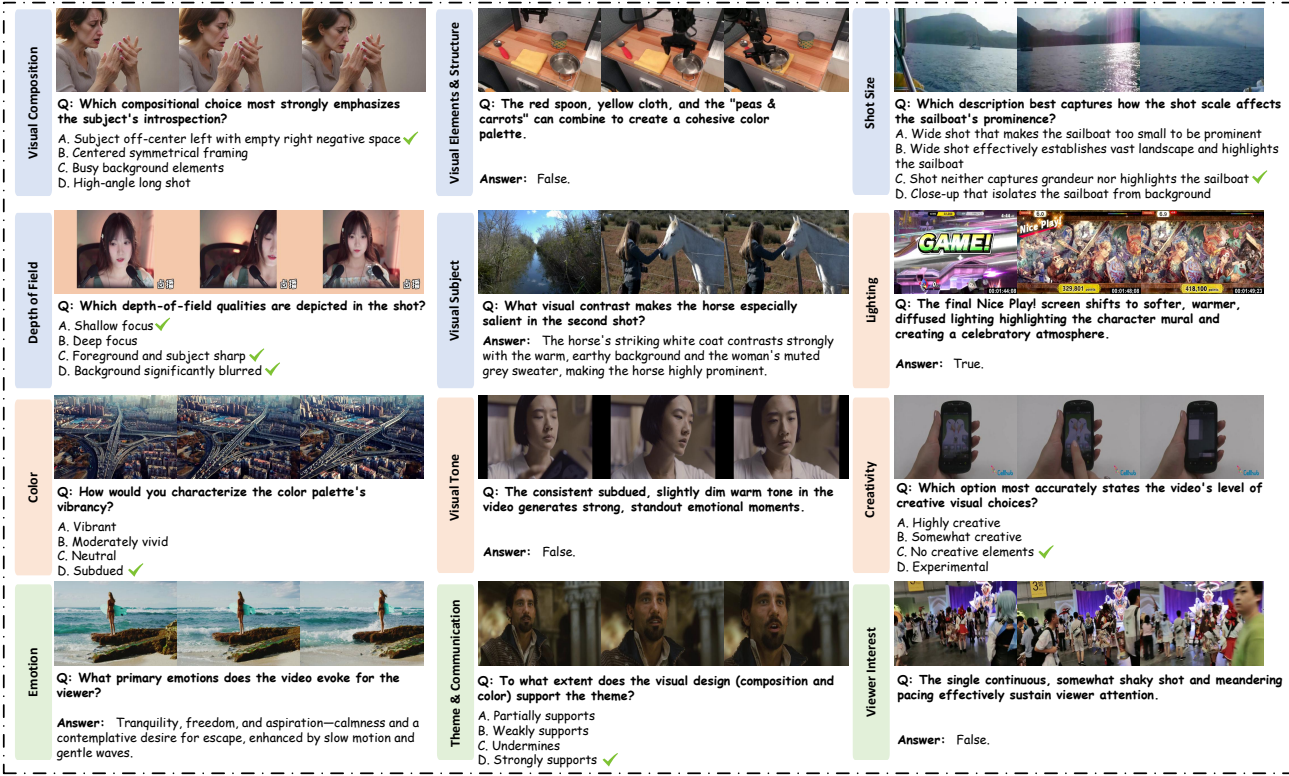 Visual Composition
Q: Which compositional choice most strongly emphasizes
the subject's introspection?
A. Subject off-center left with empty right negative space
B. Centered symmetrical framing
C. Busy background elements
D. High-angle long shot
Visual Elements & Structure
Q: The red spoon, yellow cloth, and the "peas &
carrots" can combine to create a cohesive color
palette.
Answer: False.
Shot Size
Q: Which description best captures how the shot scale affects
the sailboat's prominence?
A. Wide shot that makes the sailboat too small to be prominent
B. Wide shot effectively establishes vast landscape and highlights
the sailboat
C. Shot neither captures grandeur nor highlights the sailboat
D. Close-up that isolates the sailboat from background
Depth of Field
Q: Which depth-of-field qualities are depicted in the shot?
A. Shallow focus
B. Deep focus
C. Foreground and subject sharp
D. Background significantly blurred
Visual Subject
Q: What visual contrast makes the horse especially
salient in the second shot?
Answer: The horse's striking white coat contrasts strongly
with the warm, earthy background and the woman's muted
grey sweater, making the horse highly prominent.
Lighting
GAME!
00:01:44:08
Nice Play!
329,801
00:01:48:08
418,100
00:01:49:23
Q: The final Nice Play! screen shifts to softer, warmer,
diffused lighting highlighting the character mural and
creating a celebratory atmosphere.
Answer: True.
Color
Q: How would you characterize the color palette's
vibrancy?
A. Vibrant
B. Moderately vivid
C. Neutral
D. Subdued
Visual Tone
Q: The consistent subdued, slightly dim warm tone in the
video generates strong, standout emotional moments.
Answer: False.
Creativity
Q: Which option most accurately states the video's level of
creative visual choices?
A. Highly creative
B. Somewhat creative
C. No creative elements
D. Experimental
Emotion
Q: What primary emotions does the video evoke for the
viewer?
Answer: Tranquility, freedom, and aspiration—calmness and a
contemplative desire for escape, enhanced by slow motion and
gentle waves.
Theme & Communication
Q: To what extent does the visual design (composition and
color) support the theme?
A. Partially supports
B. Weakly supports
C. Undermines
D. Strongly supports
Viewer Interest
Q: The single continuous, somewhat shaky shot and meandering
pacing effectively sustain viewer attention.
Answer: False.